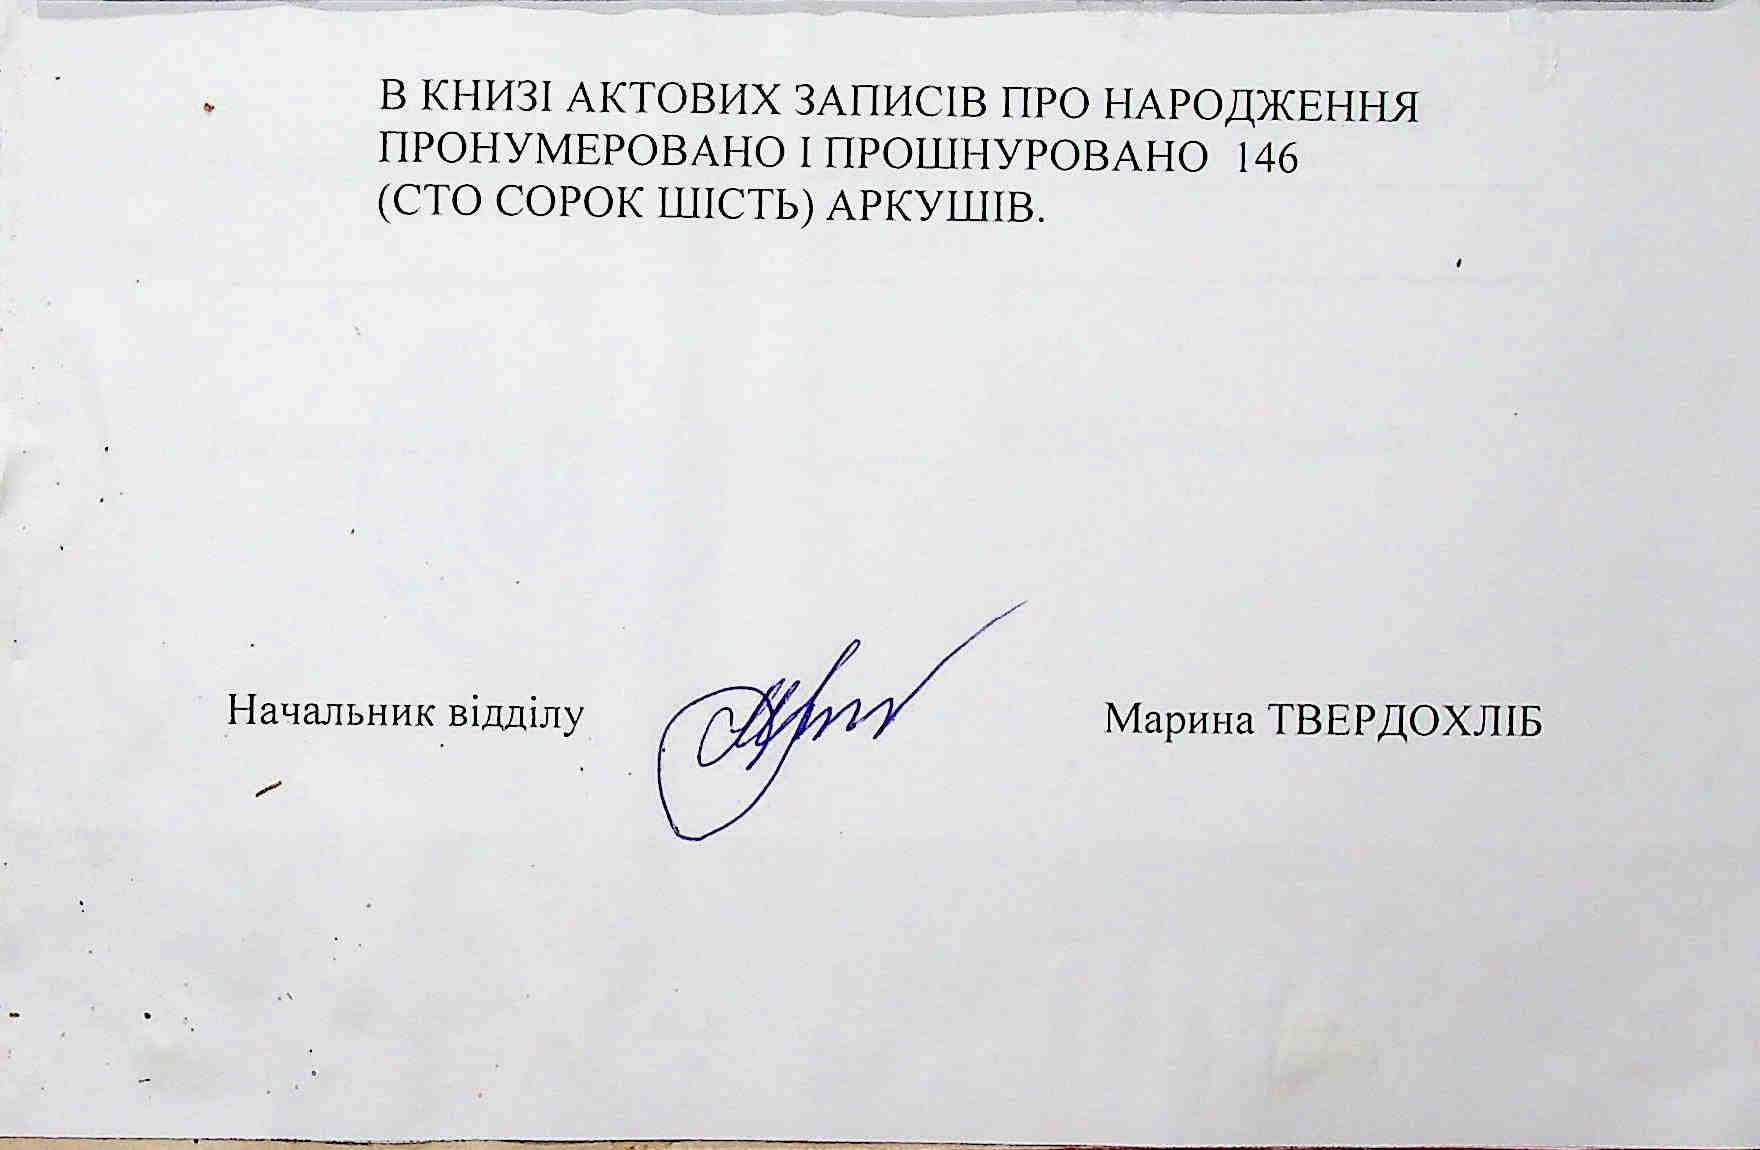 В КНИЗІ АКТОВИХ ЗАПИСІВ ПРО НАРОДЖЕННЯ
ПРОНУМЕРОВАНО І ПРОШНУРОВАНО 146
(СТО СОРОК ШІСТЬ) АРКУШІВ.
Начальник відділу Марина ТВЕРДОХЛІБ